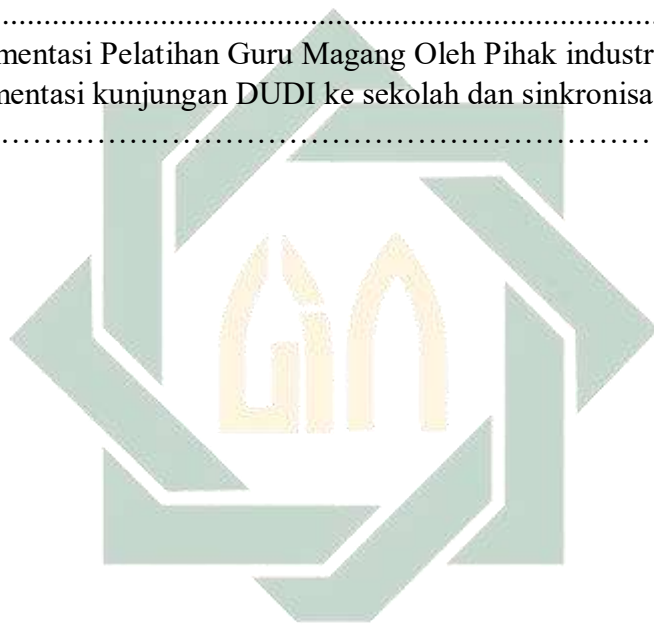 ....................................................................................
mentasi Pelatihan Guru Magang Oleh Pihak industr
mentasi kunjungan DUDI ke sekolah dan sinkronisa
………………………………………………………